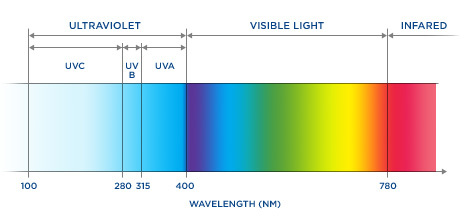 ULTRAVIOLET VISIBLE LIGHT INFARED
UVC UV B UVA
100 280 315 400 780
WAVELENGTH (NM)